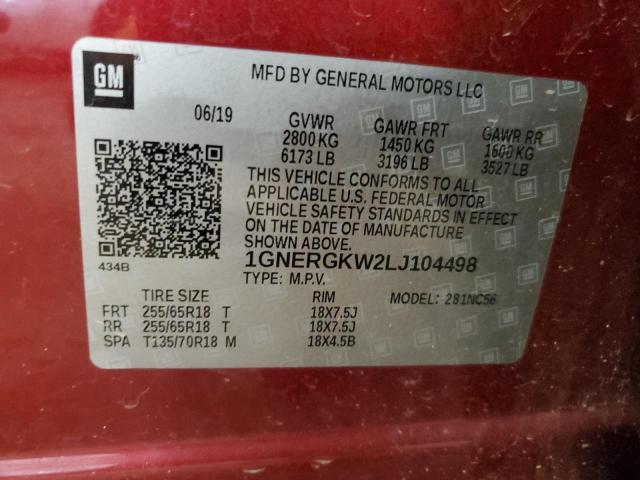 GM
MFD BY GENERAL MOTORS LLC
06/19
GVWR GAWR FRT GAWR RR
2800 KG 1450 KG 1600 KG
6173 LB 3196 LB 3527 LB
THIS VEHICLE CONFORMS TO ALL
APPLICABLE U.S. FEDERAL MOTOR
VEHICLE SAFETY STANDARDS IN EFFECT
ON THE DATE OF MANUFACTURE
SHOWN ABOVE.
434B
1GNERGKW2LJ104498
TYPE: M.P.V.
TIRE SIZE RIM MODEL: 281NC56
FRT 255/65R18 T 18X7.5J
RR 255/65R18 T 18X7.5J
SPA T135/70R18 M 18X4.5B